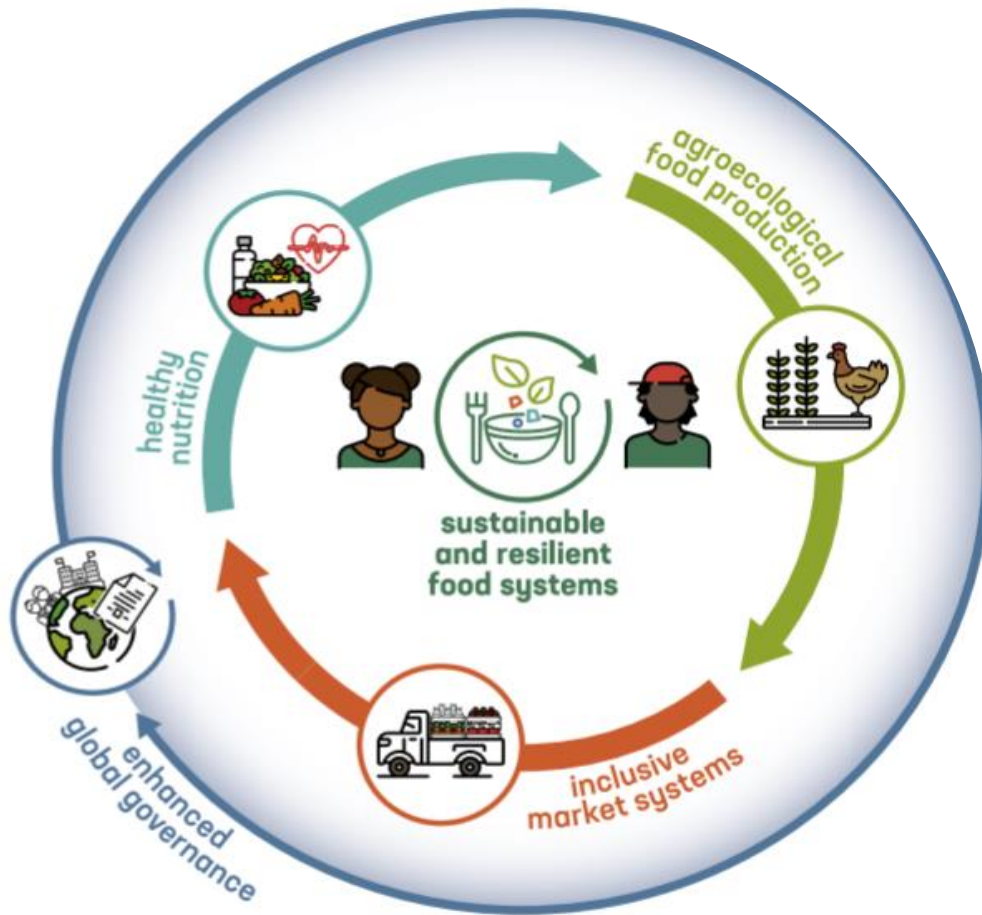 agroecological
food production
healthy
nutrition
sustainable
and resilient
food systems
inclusive
market systems
enhanced
global governance